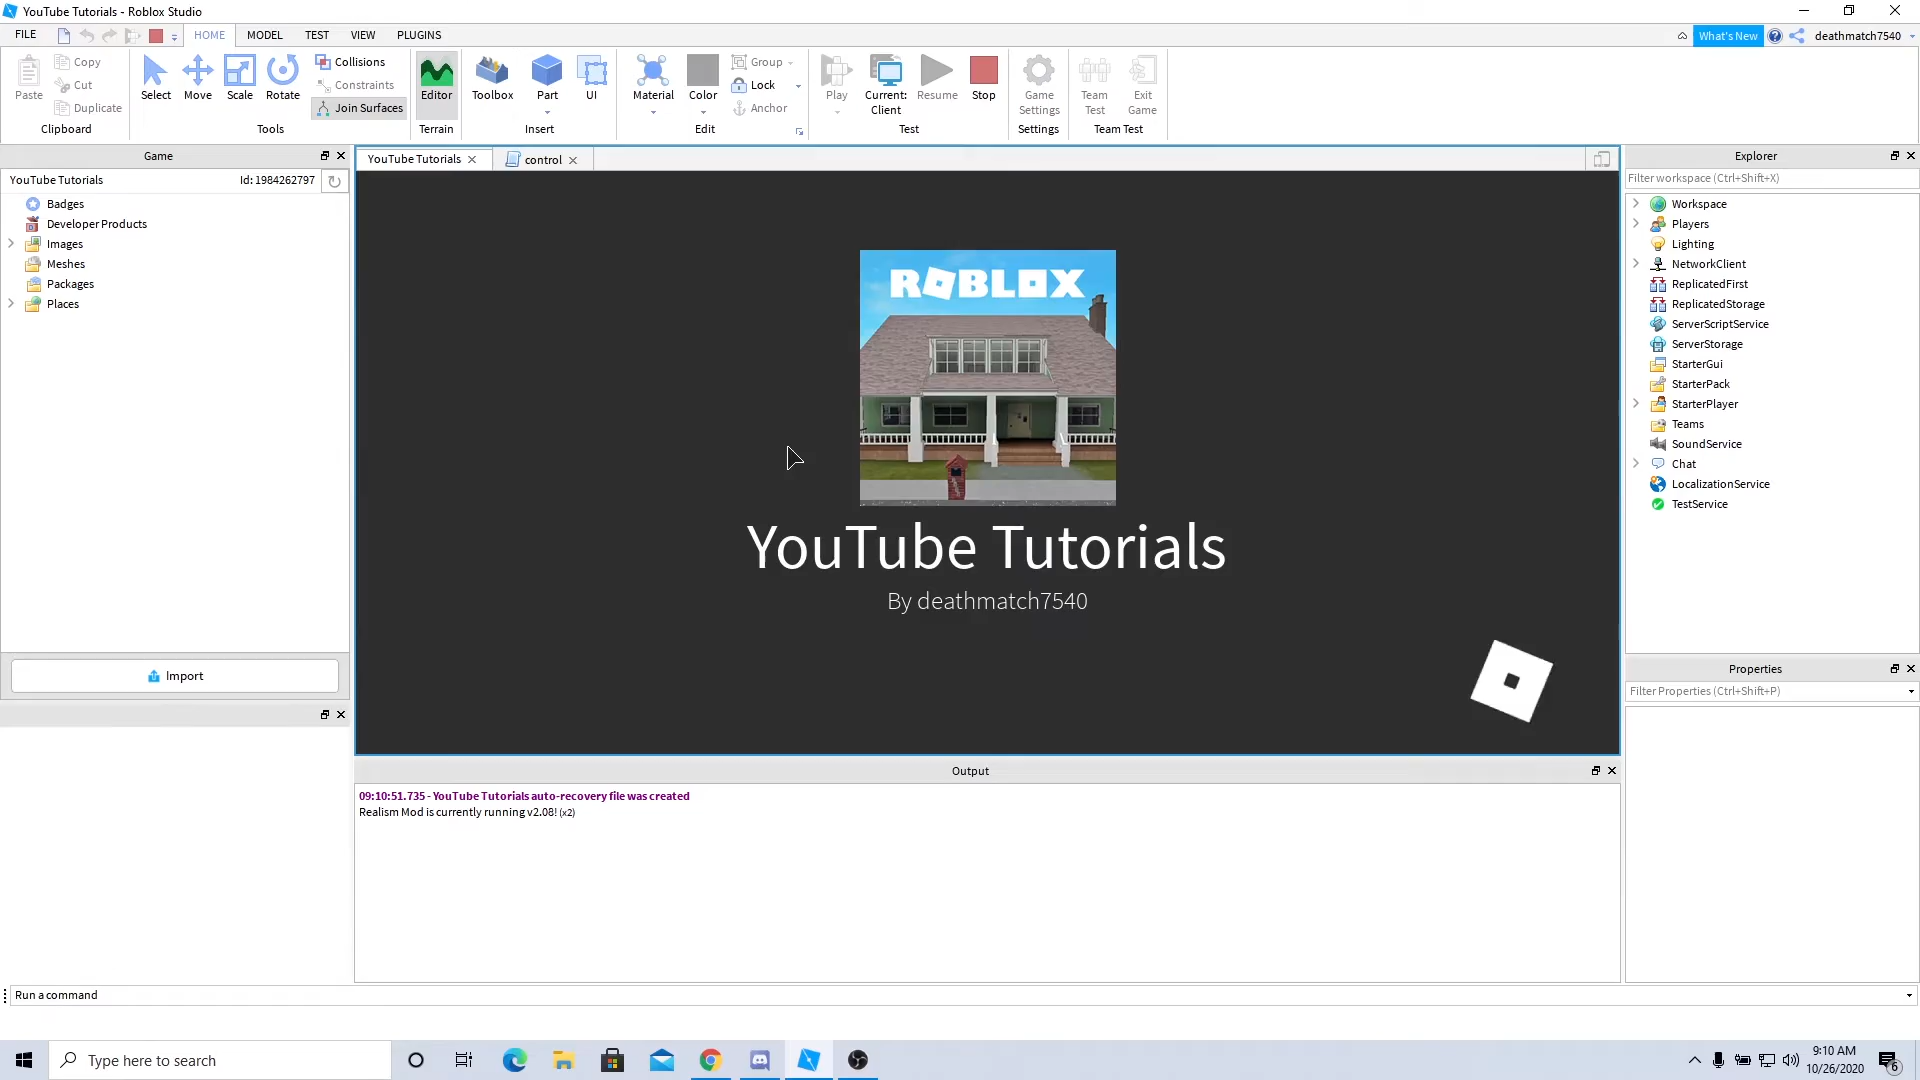 YouTube Tutorials - Roblox Studio
FILE HOME MODEL TEST VIEW PLUGINS What's New deathmatch7540
Paste Copy Cut Duplicate
Clipboard
Select Move Scale Rotate Collisions Constraints Join Surfaces
Tools
Editor
Terrain
Toolbox Part UI
Insert
Material Color Group Lock Anchor
Edit
Play Current: Client Resume Stop
Test
Game Settings
Settings
Team Test Exit Game
Team Test
Game
YouTube Tutorials Id: 1984262797
Badges
Developer Products
Images
Meshes
Packages
Places
Import
YouTube Tutorials control
ROBLOX
YouTube Tutorials
By deathmatch7540
Output
09:10:51.735 - YouTube Tutorials auto-recovery file was created
Realism Mod is currently running v2.08! (x2)
Explorer
Filter workspace (Ctrl+Shift+X)
Workspace
Players
Lighting
NetworkClient
ReplicatedFirst
ReplicatedStorage
ServerScriptService
ServerStorage
StarterGui
StarterPack
StarterPlayer
Teams
SoundService
Chat
LocalizationService
TestService
Properties
Filter Properties (Ctrl+Shift+P)
Run a command
Type here to search
9:10 AM
10/26/2020
6